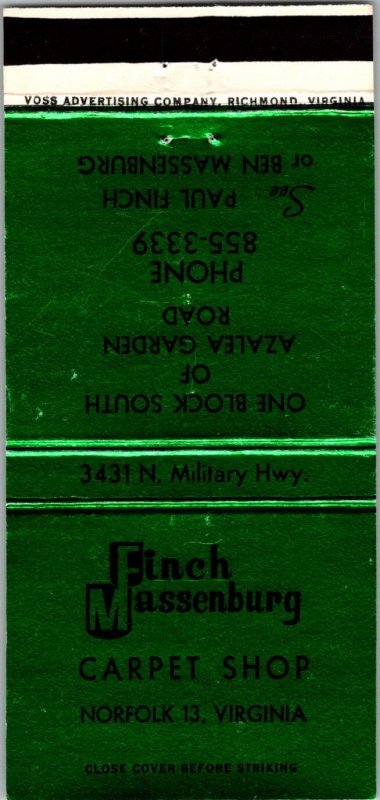 VOSS ADVERTISING COMPANY, RICHMOND, VIRGINIA
ONE BLOCK SOUTH
OF
AZALEA GARDEN
ROAD
PHONE
855-3339
See PAUL FINCH
or BEN MASSENBURG
3431 N. Military Hwy.
Finch
Massenburg
CARPET SHOP
NORFOLK 13, VIRGINIA
CLOSE COVER BEFORE STRIKING